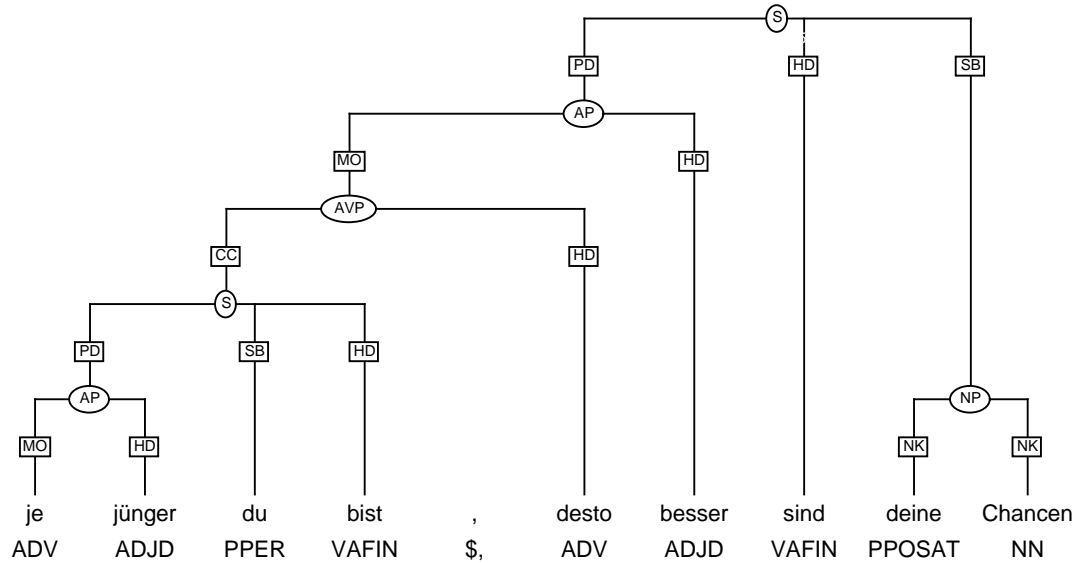 S
PD HD SB
AP
MO HD
AVP
CC HD
S
PD SB HD
AP NP
MO HD NK NK
je jünger du bist , desto besser sind deine Chancen
ADV ADJD PPER VAFIN $, ADV ADJD VAFIN PPOSAT NN